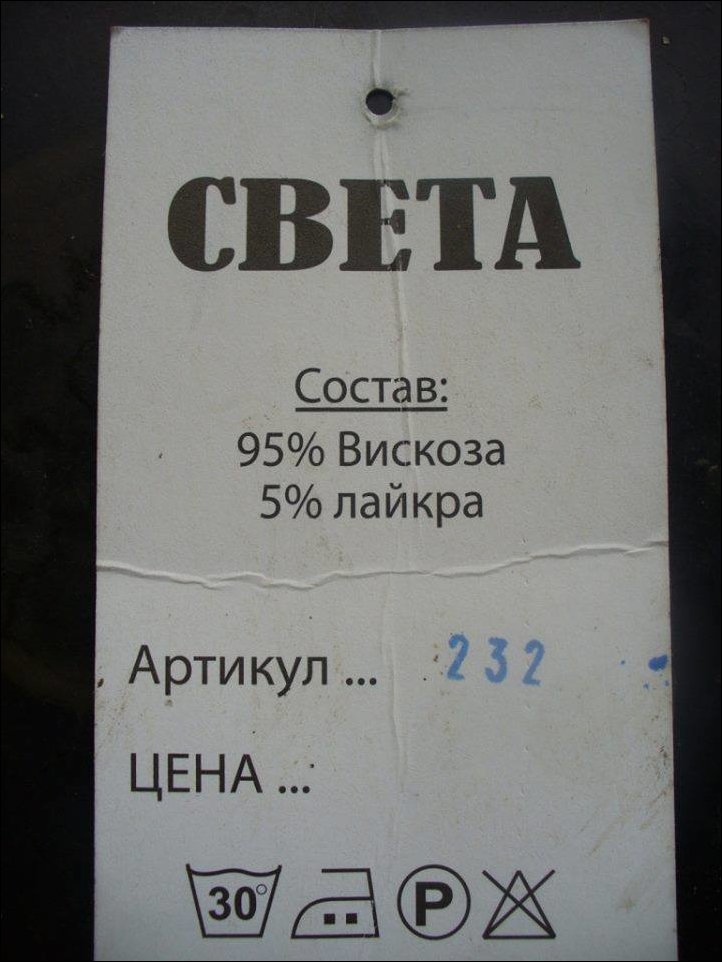 СВЕТА
Состав:
95% Вискоза
5% лайкра
Артикул ... 232
ЦЕНА ...
30° P